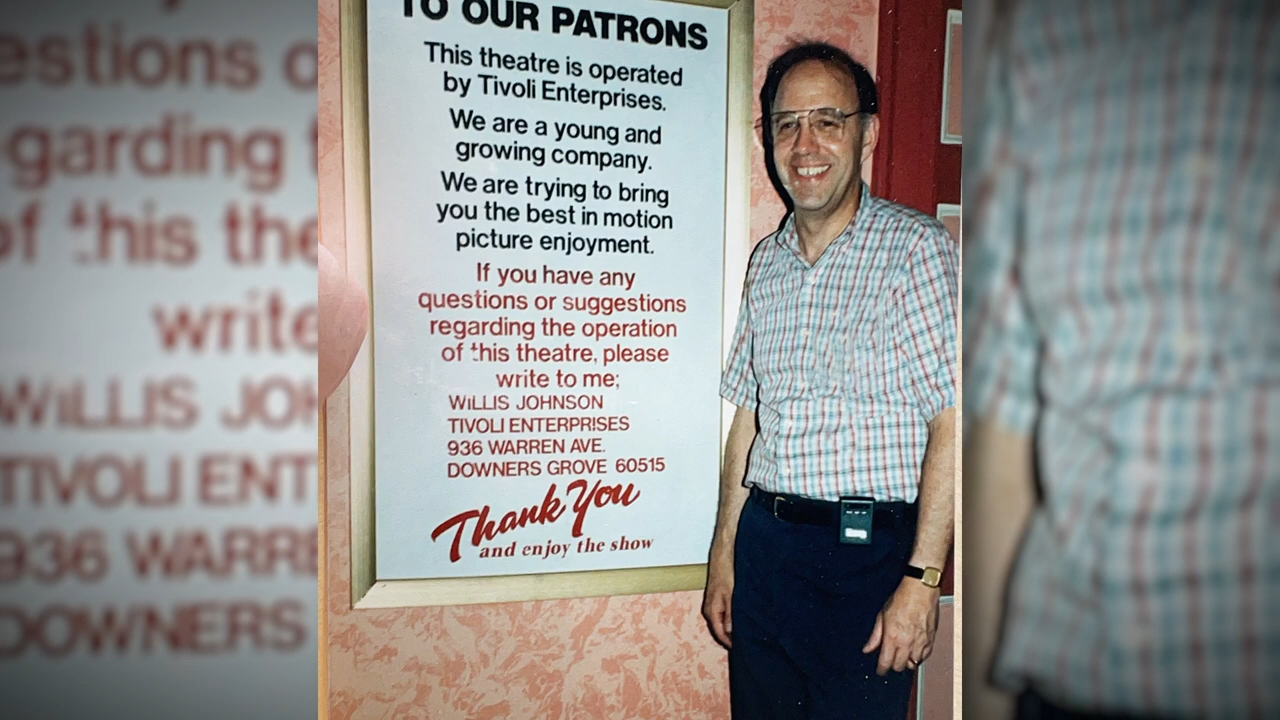 TO OUR PATRONS
This theatre is operated
by Tivoli Enterprises.
We are a young and
growing company.
We are trying to bring
you the best in motion
picture enjoyment.
If you have any
questions or suggestions
regarding the operation
of this theatre, please
write to me;
WiLLIS JOHNSON
TIVOLI ENTERPRISES
936 WARREN AVE.
DOWNERS GROVE 60515
Thank You
and enjoy the show